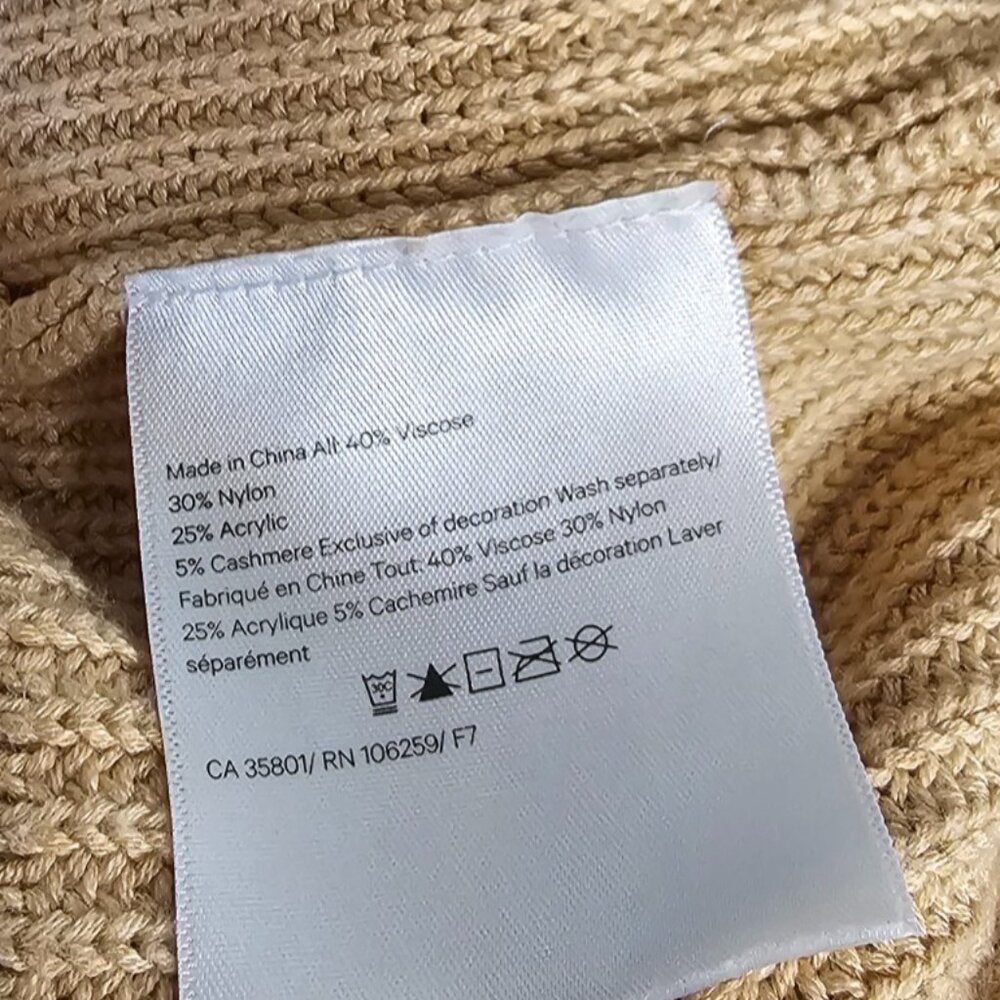 Made in China All: 40% Viscose
30% Nylon
25% Acrylic
5% Cashmere Exclusive of decoration Wash separately/
Fabriqué en Chine Tout: 40% Viscose 30% Nylon
25% Acrylique 5% Cachemire Sauf la décoration Laver
séparément
30C
CA 35801/ RN 106259/ F7